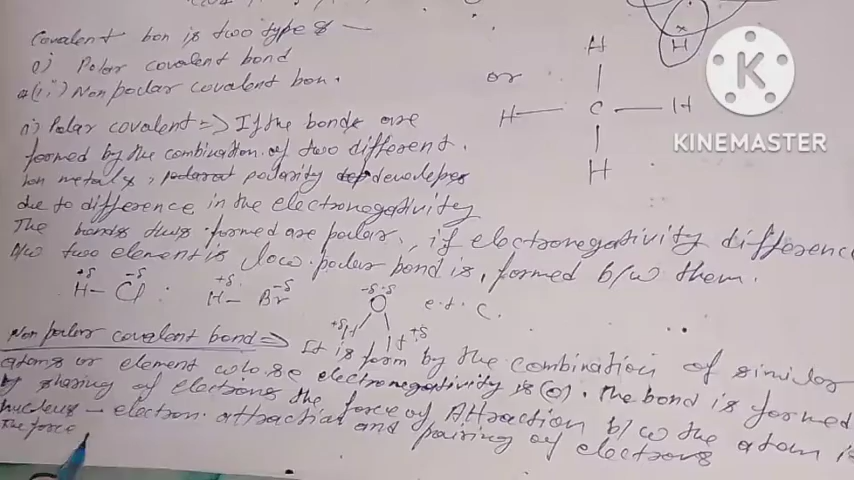 Covalent bon is two types —
(i) Polar covalent bond
(ii) Non polar covalent bon.
H
H
or
H — C — H
H
K
KINEMASTER
(i) Polar covalent => If the bonds are
formed by the combination of two different.
non metals, polarity developes
due to difference in the electronegativity
The bonds thus formed are polar, if electronegativity difference
b/w two element is low polar bond is, formed b/w them.
+δ -δ +δ -δ -δ -δ
H — Cl H — Br O e.t.c.
+δ H H +δ
Non polar covalent bond => It is form by the combination of similar
atoms or element whose electronegativity is (0). The bond is formed
by sharing of electrons the force of Attraction b/w the atom is
nucleus — electron attraction and pairing of electrons
The force